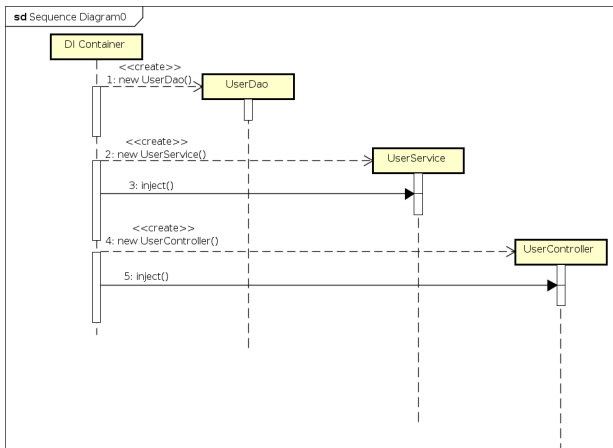 sd Sequence Diagram0
DI Container
<<create>>
1: new UserDao()
UserDao
<<create>>
2: new UserService()
UserService
3: inject()
<<create>>
4: new UserController()
UserController
5: inject()